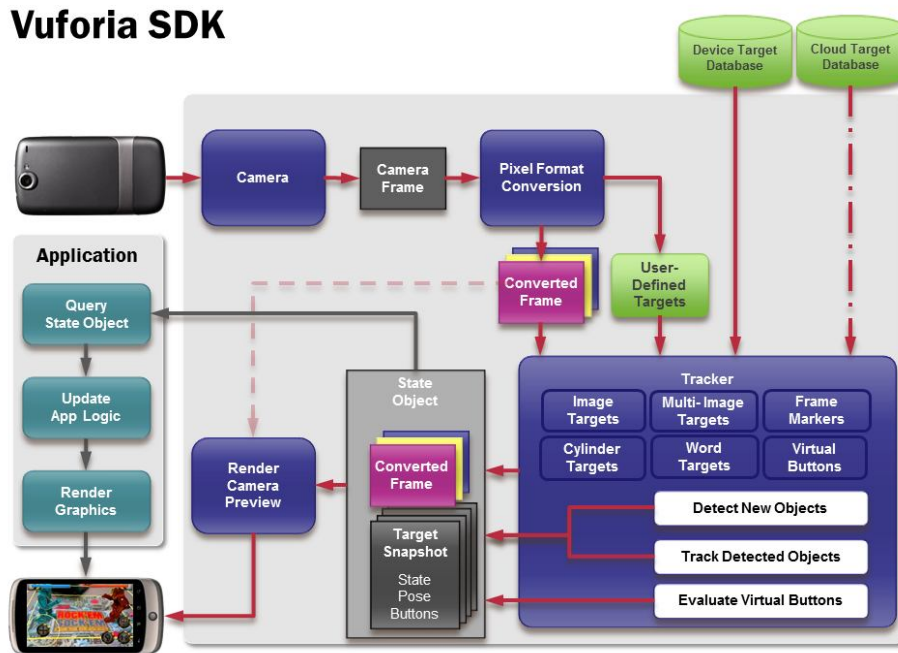 Vuforia SDK
Device Target
Database
Cloud Target
Database
Camera
Camera
Frame
Pixel Format
Conversion
Application
Query
State Object
Update
App Logic
Render
Graphics
Converted
Frame
User-
Defined
Targets
State
Object
Converted
Frame
Target
Snapshot
State
Pose
Buttons
Render
Camera
Preview
Tracker
Image
Targets
Multi- Image
Targets
Frame
Markers
Cylinder
Targets
Word
Targets
Virtual
Buttons
Detect New Objects
Track Detected Objects
Evaluate Virtual Buttons